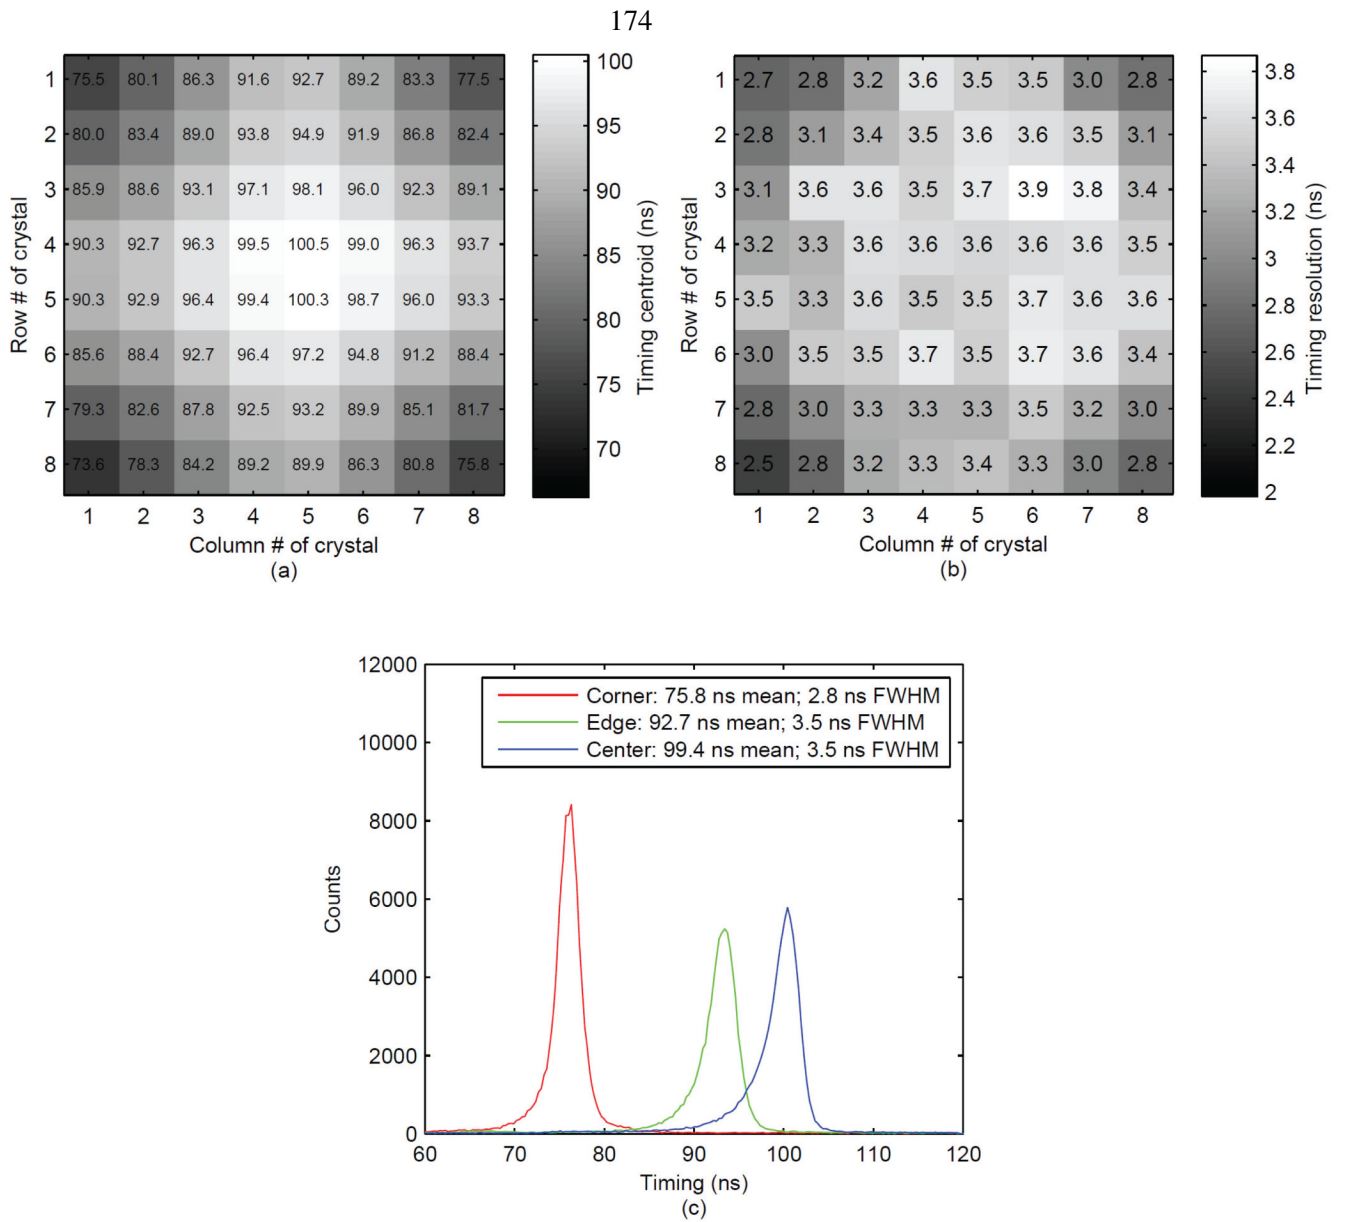 174
1 75.5 80.1 86.3 91.6 92.7 89.2 83.3 77.5
2 80.0 83.4 89.0 93.8 94.9 91.9 86.8 82.4
3 85.9 88.6 93.1 97.1 98.1 96.0 92.3 89.1
4 90.3 92.7 96.3 99.5 100.5 99.0 96.3 93.7
5 90.3 92.9 96.4 99.4 100.3 98.7 96.0 93.3
6 85.6 88.4 92.7 96.4 97.2 94.8 91.2 88.4
7 79.3 82.6 87.8 92.5 93.2 89.9 85.1 81.7
8 73.6 78.3 84.2 89.2 89.9 86.3 80.8 75.8
1 2 3 4 5 6 7 8
Row # of crystal
Column # of crystal
(a)
100
95
90
85
80
75
70
Timing centroid (ns)
1 2.7 2.8 3.2 3.6 3.5 3.5 3.0 2.8
2 2.8 3.1 3.4 3.5 3.6 3.6 3.5 3.1
3 3.1 3.6 3.6 3.5 3.7 3.9 3.8 3.4
4 3.2 3.3 3.6 3.6 3.6 3.6 3.6 3.5
5 3.5 3.3 3.6 3.5 3.5 3.7 3.6 3.6
6 3.0 3.5 3.5 3.7 3.5 3.7 3.6 3.4
7 2.8 3.0 3.3 3.3 3.3 3.5 3.2 3.0
8 2.5 2.8 3.2 3.3 3.4 3.3 3.0 2.8
1 2 3 4 5 6 7 8
Row # of crystal
Column # of crystal
(b)
3.8
3.6
3.4
3.2
3
2.8
2.6
2.4
2.2
2
Timing resolution (ns)
12000
10000
8000
6000
4000
2000
0
Counts
Corner: 75.8 ns mean; 2.8 ns FWHM
Edge: 92.7 ns mean; 3.5 ns FWHM
Center: 99.4 ns mean; 3.5 ns FWHM
60 70 80 90 100 110 120
Timing (ns)
(c)